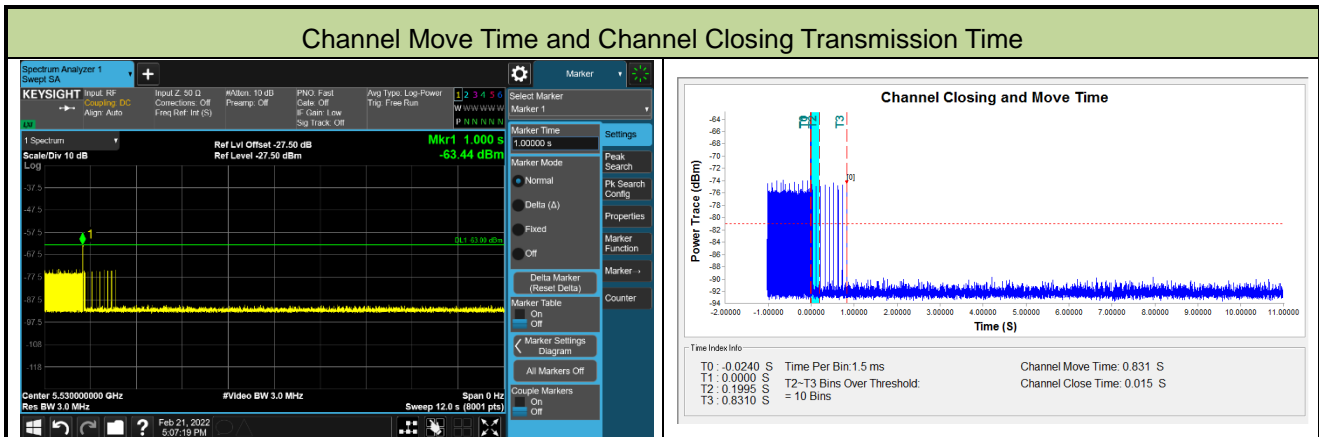 Channel Move Time and Channel Closing Transmission Time
Spectrum Analyzer 1
Swept SA
+
Marker
KEYSIGHT
Input: RF
Coupling: DC
Align: Auto
Input Z: 50 Ω
Corrections: Off
Freq Ref: Int (S)
#Atten: 10 dB
Preamp: Off
PNO: Fast
Gate: Off
IF Gain: Low
Sig Track: Off
Avg Type: Log-Power
Trig: Free Run
1 2 3 4 5 6
W W W W W W
P N N N N N
Select Marker
Marker 1
1 Spectrum
Scale/Div 10 dB
Log
Ref Lvl Offset -27.50 dB
Ref Level -27.50 dBm
Mkr1 1.000 s
-63.44 dBm
-37.5
-47.5
-57.5
-67.5
-77.5
-87.5
-97.5
-108
-118
1
Center 5.530000000 GHz
Res BW 3.0 MHz
#Video BW 3.0 MHz
Span 0 Hz
Sweep 12.0 s (8001 pts)
Marker Time
1.00000 s
Marker Mode
Normal
Delta (Δ)
Fixed
Off
Delta Marker
(Reset Delta)
Marker Table
On
Off
Marker Settings
Diagram
All Markers Off
Couple Markers
On
Off
Settings
Peak
Search
Pk Search
Config
Properties
Marker
Function
Marker→
Counter
?
Feb 21, 2022
5:07:19 PM
Channel Closing and Move Time
Power Trace (dBm)
-64
-66
-68
-70
-72
-74
-76
-78
-80
-82
-84
-86
-88
-90
-92
-94
T2
T3
[0]
-2.00000 -1.00000 0.00000 1.00000 2.00000 3.00000 4.00000 5.00000 6.00000 7.00000 8.00000 9.00000 10.00000 11.00000
Time (S)
Time Index Info
T0 : -0.0240 S
T1 : 0.0000 S
T2 : 0.1995 S
T3 : 0.8310 S
Time Per Bin:1.5 ms
T2~T3 Bins Over Threshold:
= 10 Bins
Channel Move Time: 0.831 S
Channel Close Time: 0.015 S